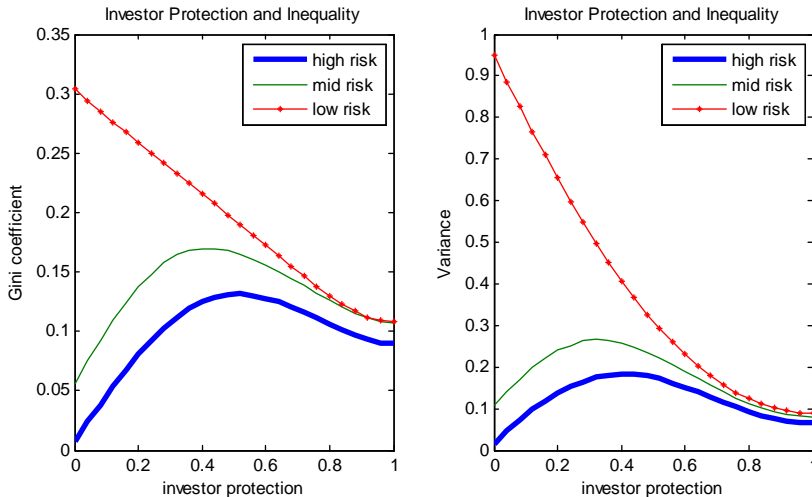 Investor Protection and Inequality
0.35
0.3
0.25
0.2
0.15
0.1
0.05
0
Gini coefficient
high risk
mid risk
low risk
0
0.2
0.4
0.6
0.8
1
investor protection
Investor Protection and Inequality
1
0.9
0.8
0.7
0.6
0.5
0.4
0.3
0.2
0.1
0
Variance
high risk
mid risk
low risk
0
0.2
0.4
0.6
0.8
1
investor protection